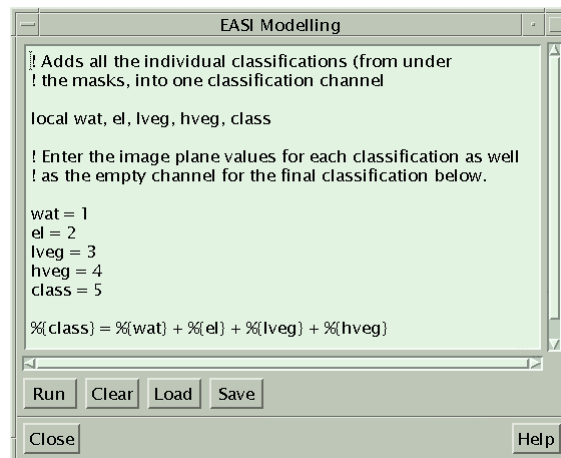 EASI Modelling
! Adds all the individual classifications (from under
! the masks, into one classification channel
local wat, el, lveg, hveg, class
! Enter the image plane values for each classification as well
! as the empty channel for the final classification below.
wat = 1
el = 2
lveg = 3
hveg = 4
class = 5
%{class} = %{wat} + %{el} + %{lveg} + %{hveg}
Run Clear Load Save
Close Help